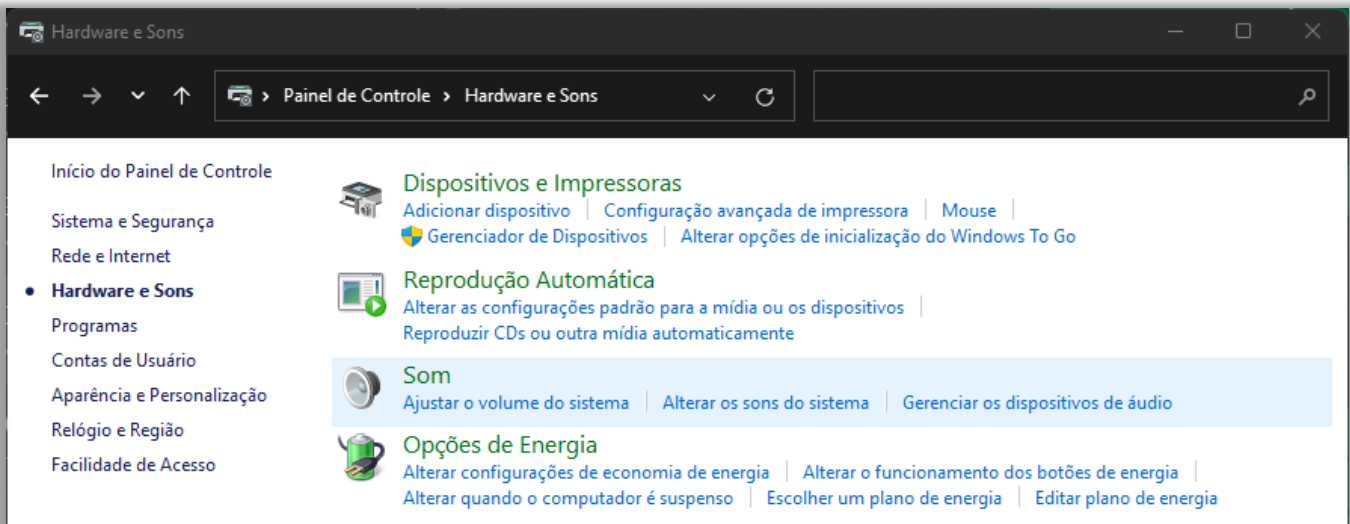 Hardware e Sons
Painel de Controle > Hardware e Sons
Início do Painel de Controle
Sistema e Segurança
Rede e Internet
Hardware e Sons
Programas
Contas de Usuário
Aparência e Personalização
Relógio e Região
Facilidade de Acesso
Dispositivos e Impressoras
Adicionar dispositivo | Configuração avançada de impressora | Mouse |
Gerenciador de Dispositivos | Alterar opções de inicialização do Windows To Go
Reprodução Automática
Alterar as configurações padrão para a mídia ou os dispositivos |
Reproduzir CDs ou outra mídia automaticamente
Som
Ajustar o volume do sistema | Alterar os sons do sistema | Gerenciar os dispositivos de áudio
Opções de Energia
Alterar configurações de economia de energia | Alterar o funcionamento dos botões de energia |
Alterar quando o computador é suspenso | Escolher um plano de energia | Editar plano de energia